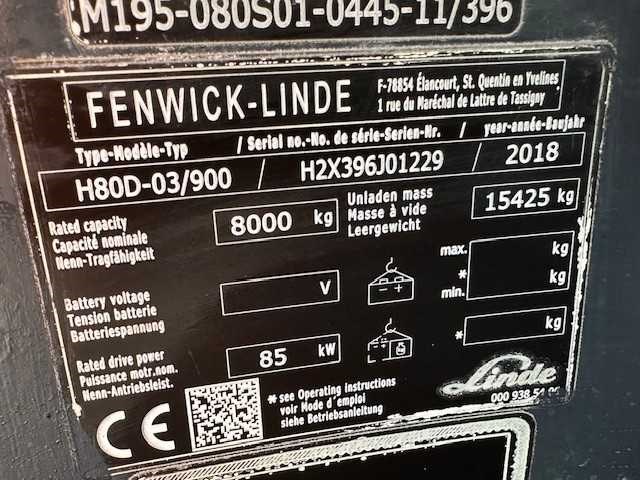 M195-080S01-0445-11/396
FENWICK-LINDE
F-78854 Élancourt, St. Quentin en Yvelines
1 rue du Maréchal de Lattre de Tassigny
Type-Modèle-Typ / Serial no.-No. de série-Serien-Nr. / year-année-Baujahr
H80D-03/900 / H2X396J01229 / 2018
Rated capacity
Capacité nominale
Nenn-Tragfähigkeit
8000 kg
Unladen mass
Masse à vide
Leergewicht
15425 kg
Battery voltage
Tension batterie
Batteriespannung
V
max. kg
* kg
min.
Rated drive power
Puissance motr.nom.
Nenn-Antriebsleist.
85 kW
* kg
* see Operating instructions
voir Mode d'emploi
siehe Betriebsanleitung
Linde
000 938
CE